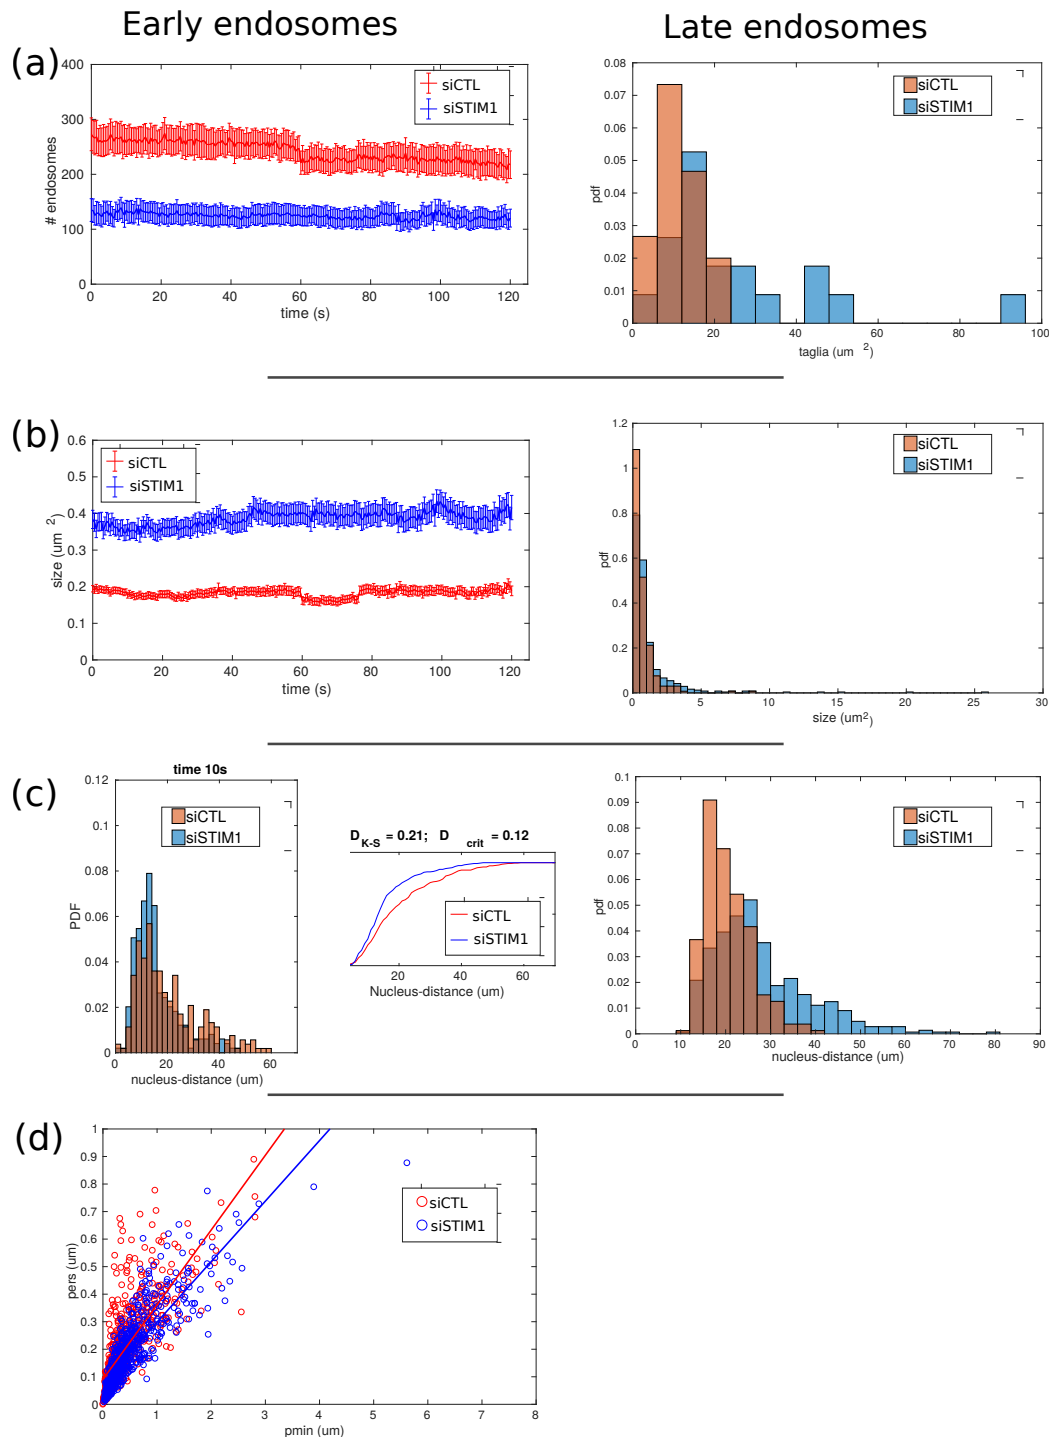 Early endosomes
Late endosomes
(a)
400
300
200
100
0
# endosomes
siCTL
siSTIM1
0 20 40 60 80 100 120
time (s)
0.08
0.07
0.06
0.05
0.04
0.03
0.02
0.01
0
pdf
siCTL
siSTIM1
0 20 40 60 80 100
taglia (um ²)
(b)
0.6
0.5
0.4
0.3
0.2
0.1
0
size (um ²)
siCTL
siSTIM1
0 20 40 60 80 100 120
time (s)
1.2
1
0.8
0.6
0.4
0.2
0
pdf
siCTL
siSTIM1
0 5 10 15 20 25 30
size (um²)
(c)
time 10s
0.12
0.1
0.08
0.06
0.04
0.02
0
PDF
siCTL
siSTIM1
0 20 40 60
nucleus-distance (um)
D K-S = 0.21; D crit = 0.12
siCTL
siSTIM1
20 40 60
Nucleus-distance (um)
0.1
0.09
0.08
0.07
0.06
0.05
0.04
0.03
0.02
0.01
0
pdf
siCTL
siSTIM1
0 10 20 30 40 50 60 70 80 90
nucleus-distance (um)
(d)
1
0.9
0.8
0.7
0.6
0.5
0.4
0.3
0.2
0.1
0
pers (um)
siCTL
siSTIM1
0 1 2 3 4 5 6 7 8
pmin (um)